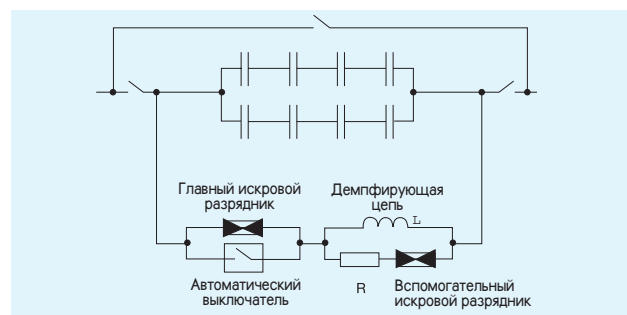 Главный искровой
разрядник
Демпфирующая
цепь
L
Автоматический
выключатель
R
Вспомогательный
искровой разрядник